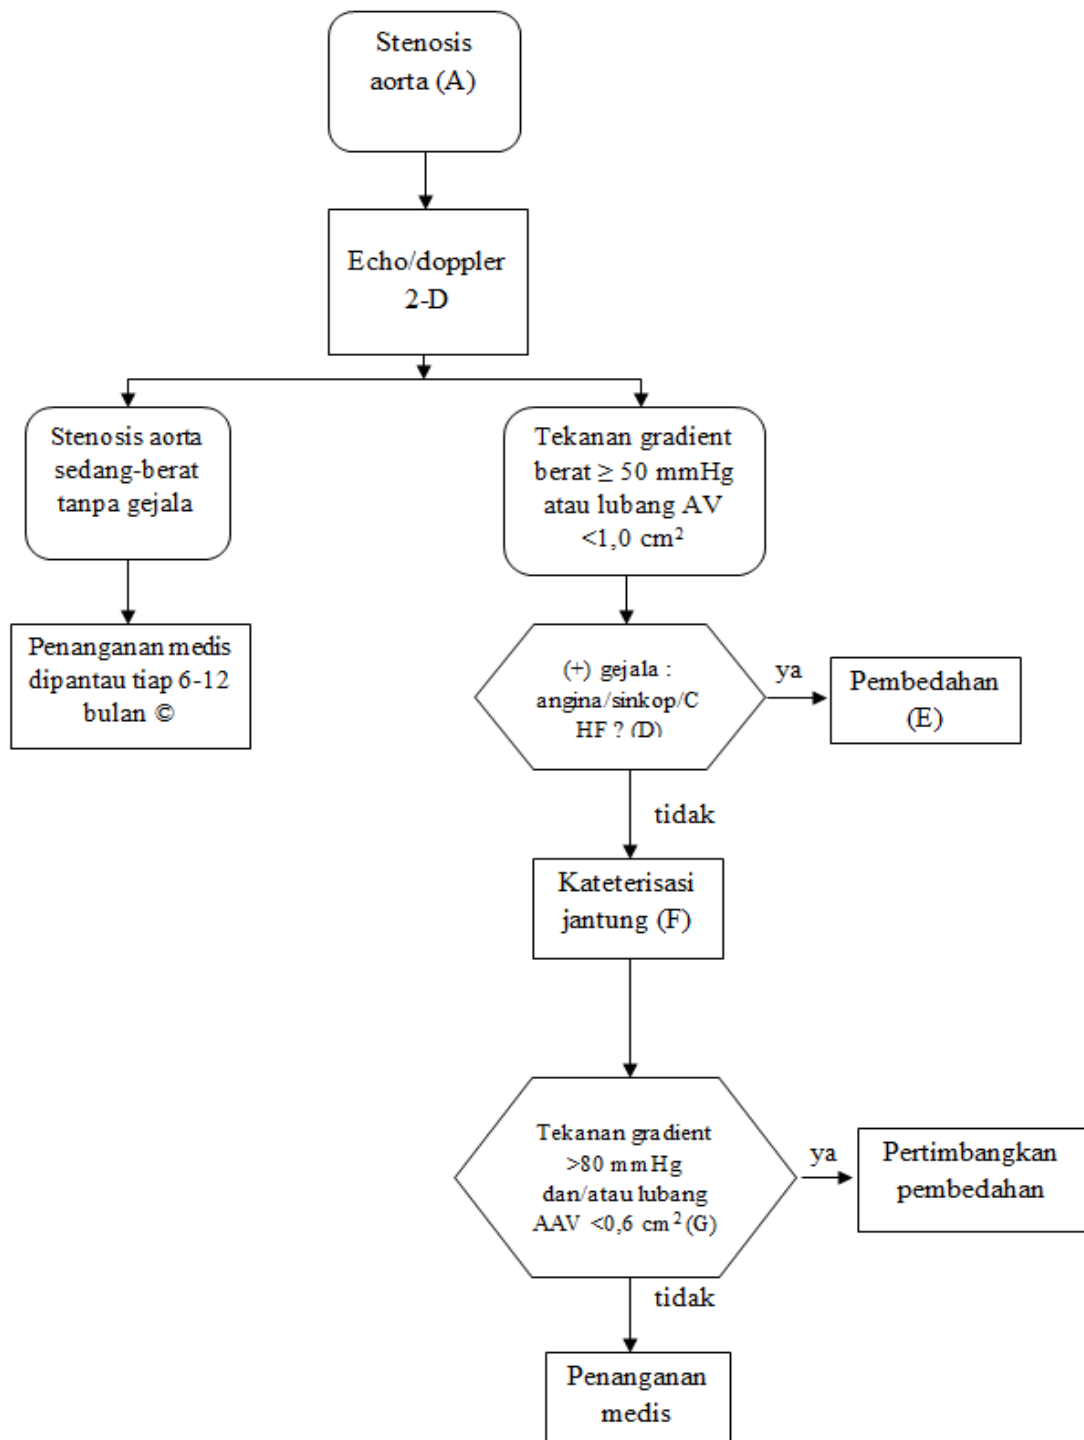 Stenosis
aorta (A)
Echo/doppler
2-D
Stenosis aorta
sedang-berat
tanpa gejala
Tekanan gradient
berat ≥ 50 mmHg
atau lubang AV
<1,0 cm²
Penanganan medis
dipantau tiap 6-12
bulan ©
(+) gejala :
angina/sinkop/C
HF ? (D)
ya
Pembedahan
(E)
tidak
Kateterisasi
jantung (F)
Tekanan gradient
>80 mmHg
dan/atau lubang
AAV <0,6 cm² (G)
ya
Pertimbangkan
pembedahan
tidak
Penanganan
medis